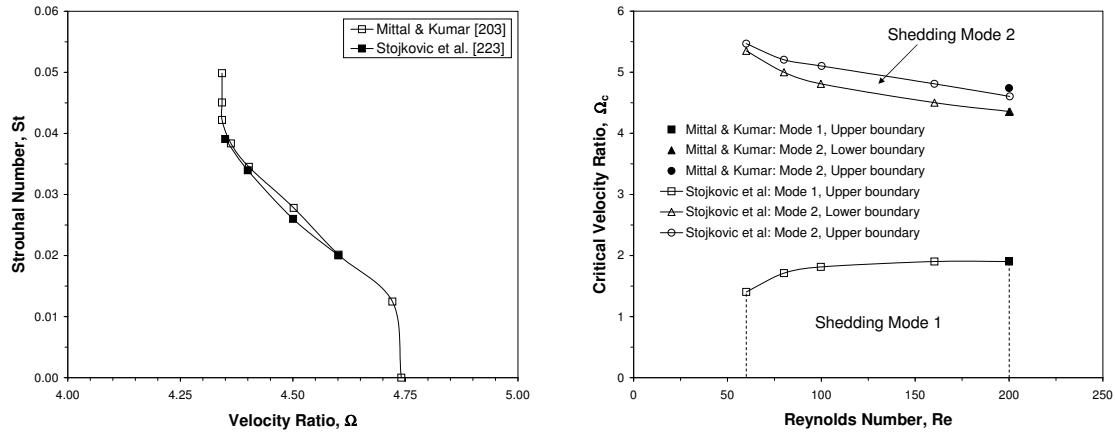 Mittal & Kumar [203]
Stojkovic et al. [223]
0.05
0.04
0.03
0.02
0.01
0.00
Strouhal Number, St
4.00 4.25 4.50 4.75 5.00
Velocity Ratio, Ω
6
5
4
3
2
1
0
Critical Velocity Ratio, Ωc
Shedding Mode 2
Mittal & Kumar: Mode 1, Upper boundary
Mittal & Kumar: Mode 2, Lower boundary
Mittal & Kumar: Mode 2, Upper boundary
Stojkovic et al: Mode 1, Upper boundary
Stojkovic et al: Mode 2, Lower boundary
Stojkovic et al: Mode 2, Upper boundary
Shedding Mode 1
0 50 100 150 200 250
Reynolds Number, Re